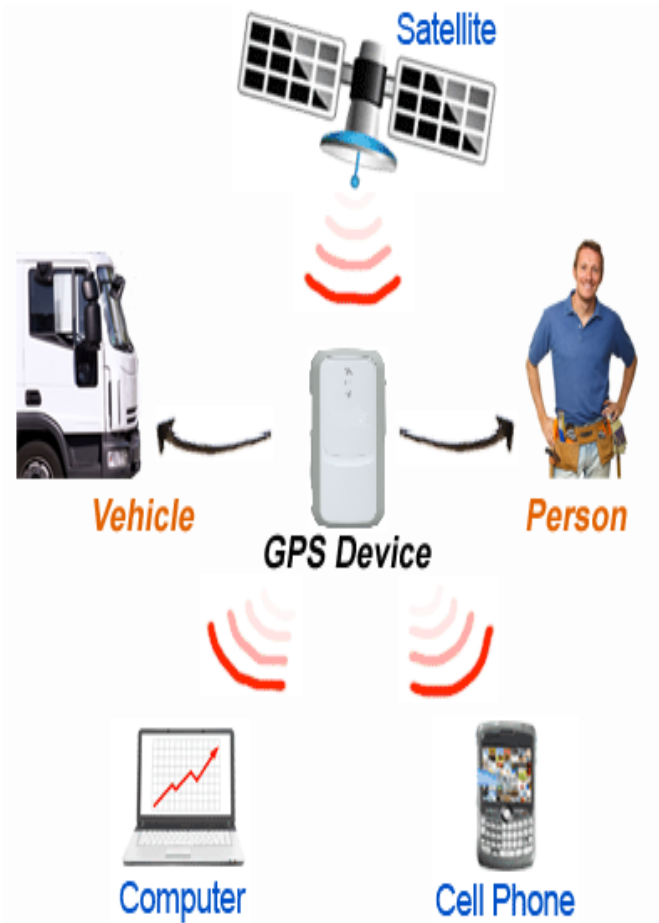 Satellite
Vehicle
Person
GPS Device
Computer
Cell Phone